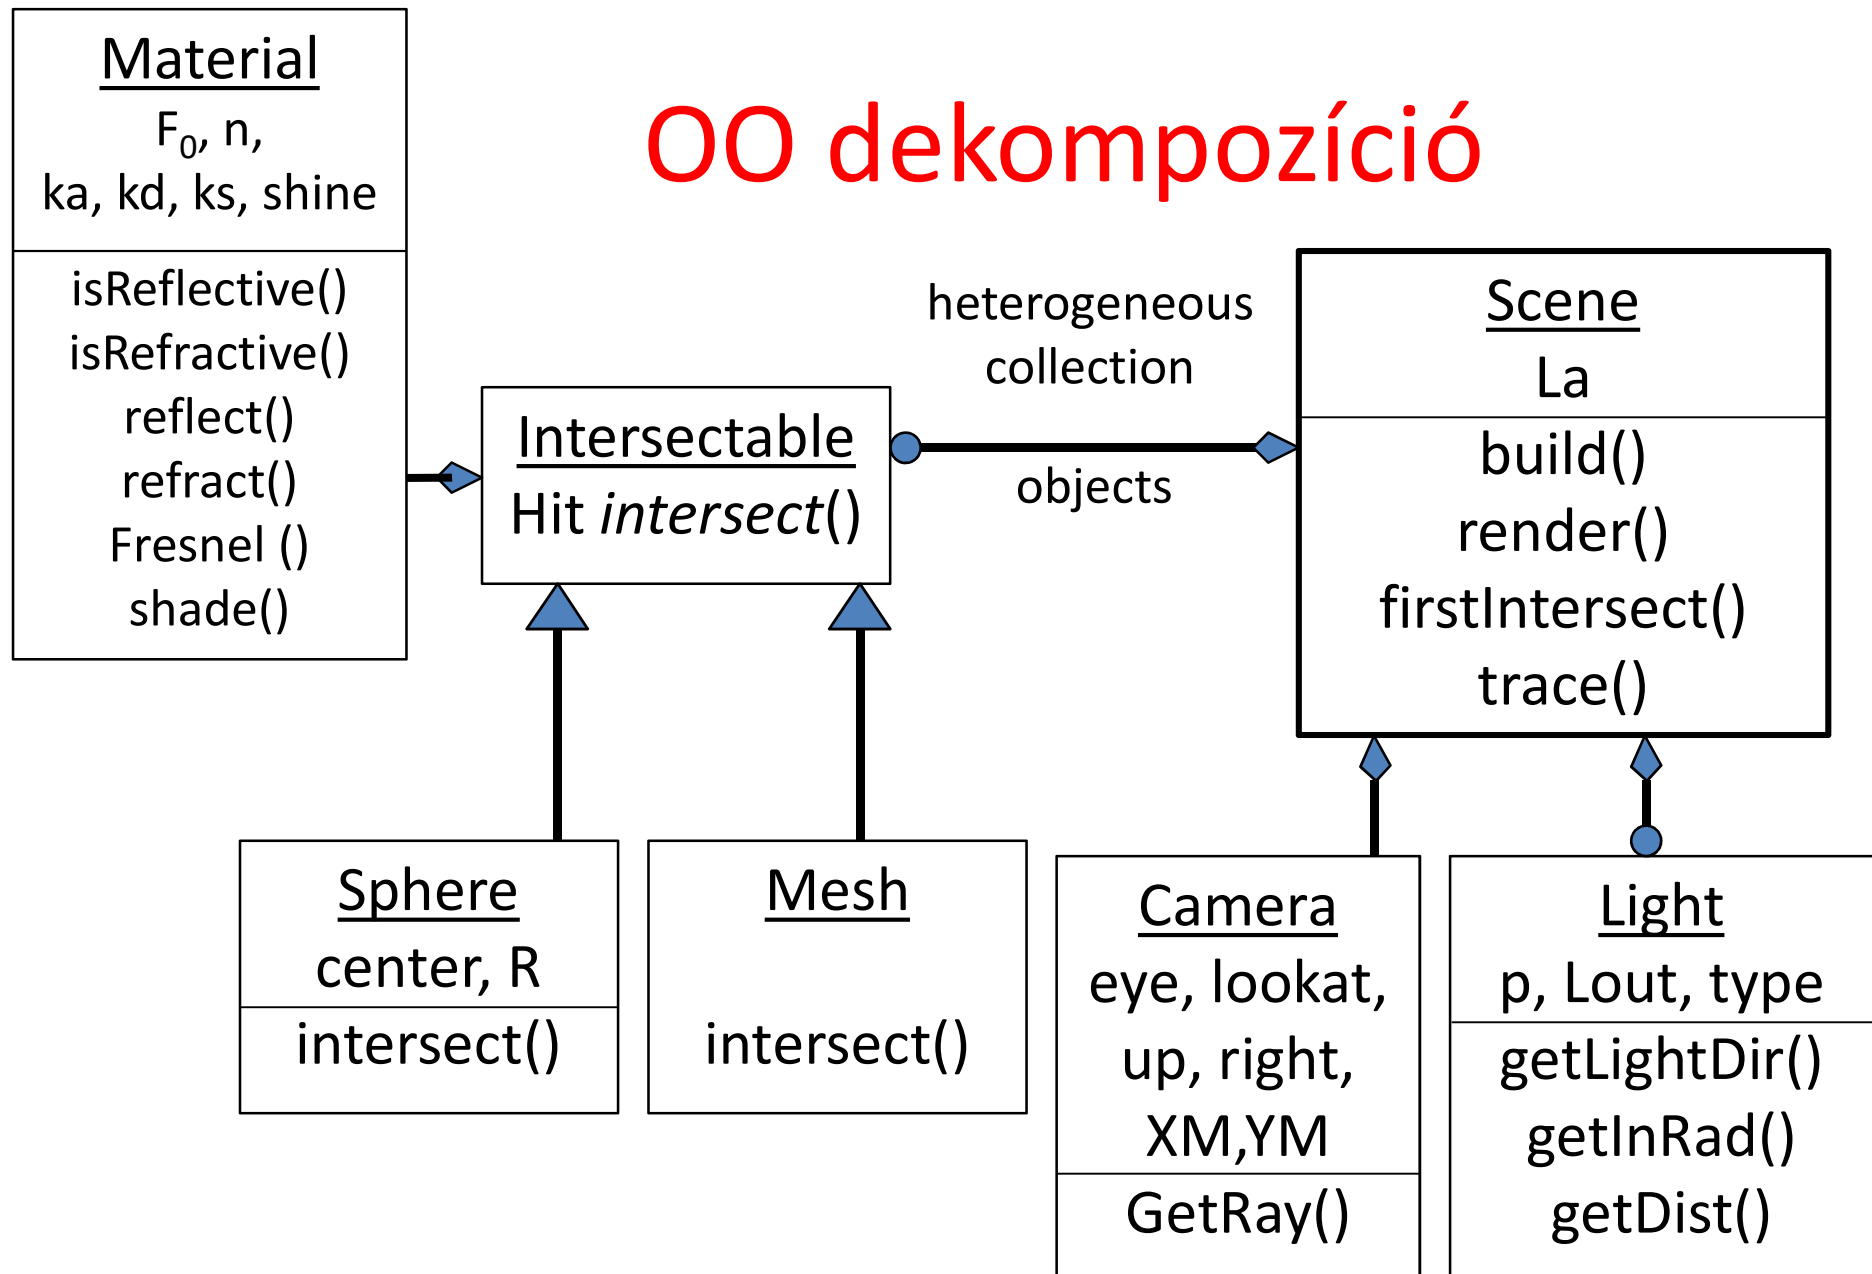 OO dekompozíció
Material
F₀, n,
ka, kd, ks, shine
isReflective()
isRefractive()
reflect()
refract()
Fresnel ()
shade()
Intersectable
Hit intersect()
heterogeneous
collection
objects
Scene
La
build()
render()
firstIntersect()
trace()
Sphere
center, R
intersect()
Mesh
intersect()
Camera
eye, lookat,
up, right,
XM,YM
GetRay()
Light
p, Lout, type
getLightDir()
getInRad()
getDist()